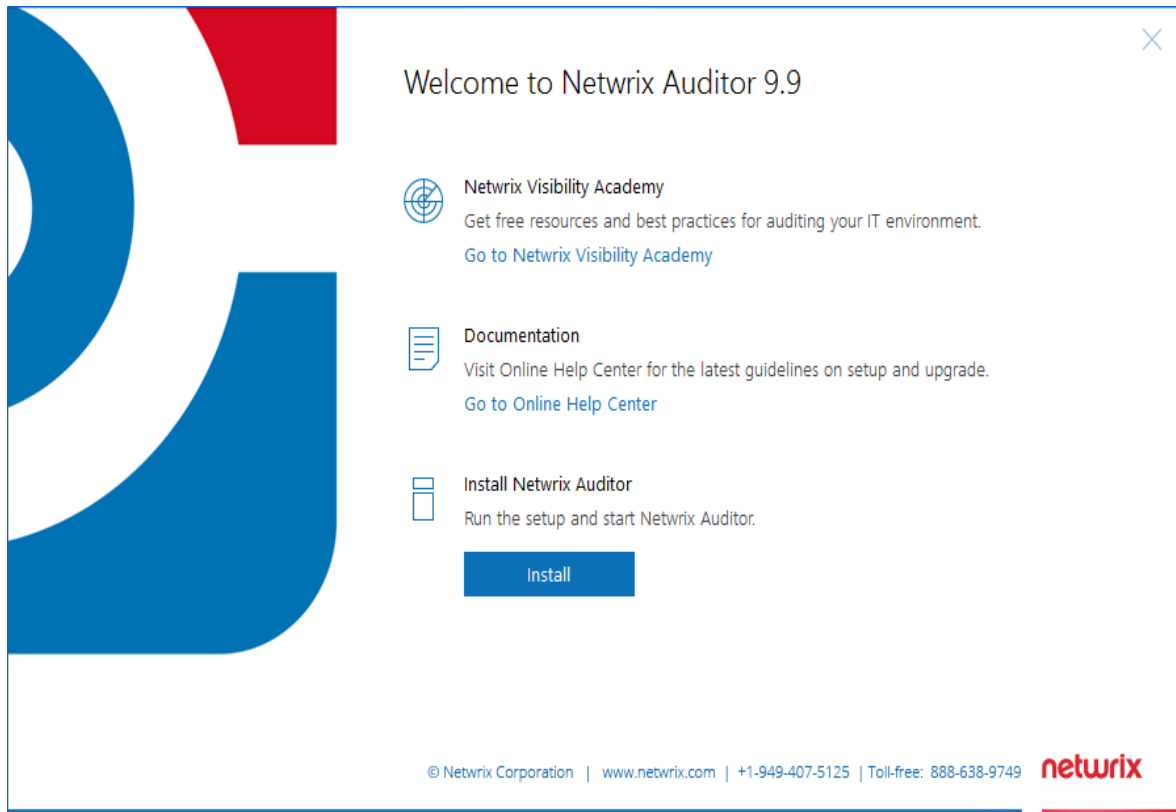 Welcome to Netwrix Auditor 9.9
Netwrix Visibility Academy
Get free resources and best practices for auditing your IT environment.
Go to Netwrix Visibility Academy
Documentation
Visit Online Help Center for the latest guidelines on setup and upgrade.
Go to Online Help Center
Install Netwrix Auditor
Run the setup and start Netwrix Auditor.
Install
© Netwrix Corporation | www.netwrix.com | +1-949-407-5125 | Toll-free: 888-638-9749 netwrix